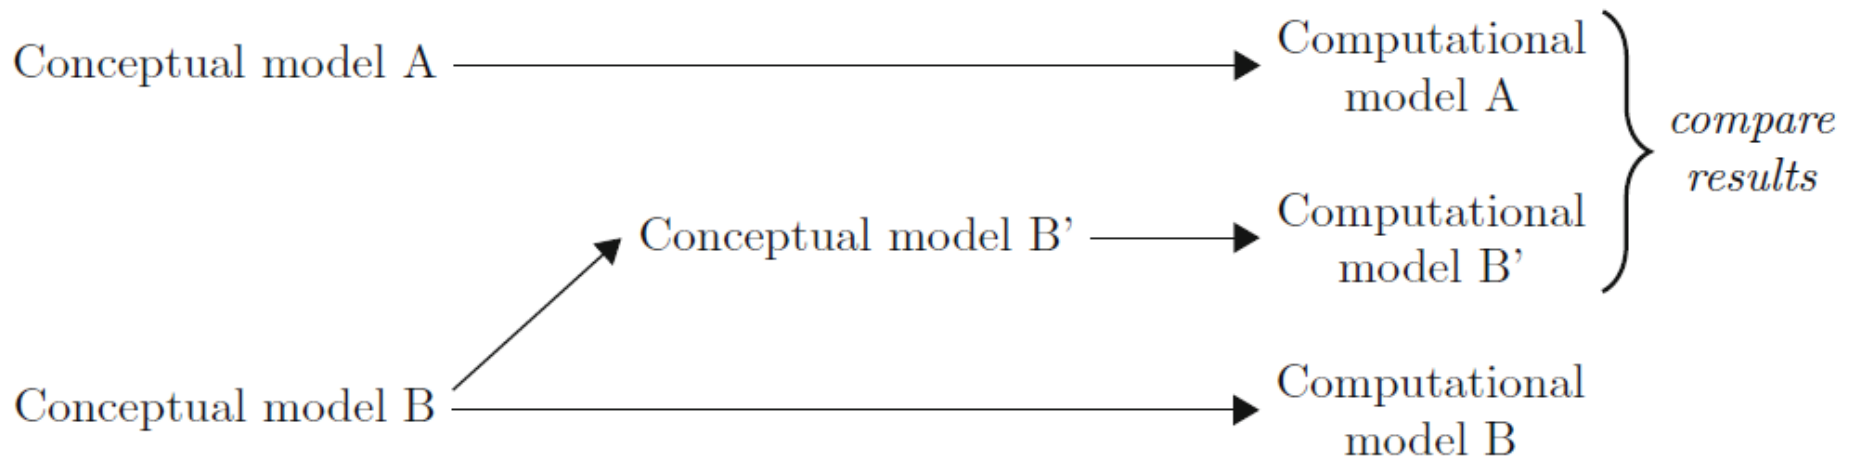 Conceptual model A
Computational
model A
compare
results
Conceptual model B'
Computational
model B'
Conceptual model B
Computational
model B